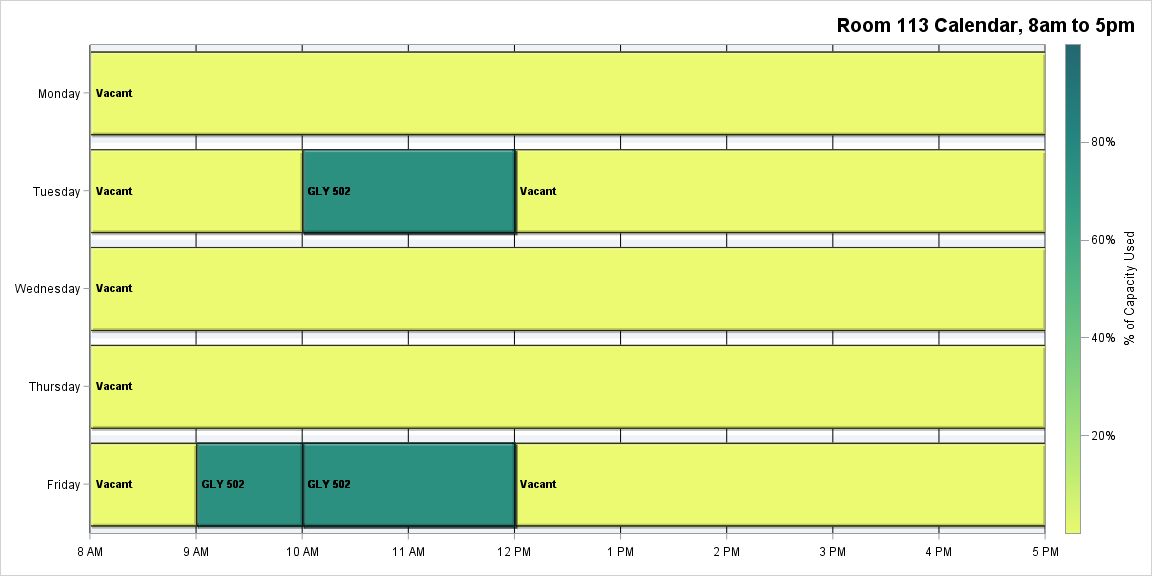 Room 113 Calendar, 8am to 5pm
Monday
Vacant
Tuesday
Vacant
GLY 502
Vacant
Wednesday
Vacant
Thursday
Vacant
Friday
Vacant
GLY 502
GLY 502
Vacant
8 AM
9 AM
10 AM
11 AM
12 PM
1 PM
2 PM
3 PM
4 PM
5 PM
80%
60%
40%
20%
% of Capacity Used